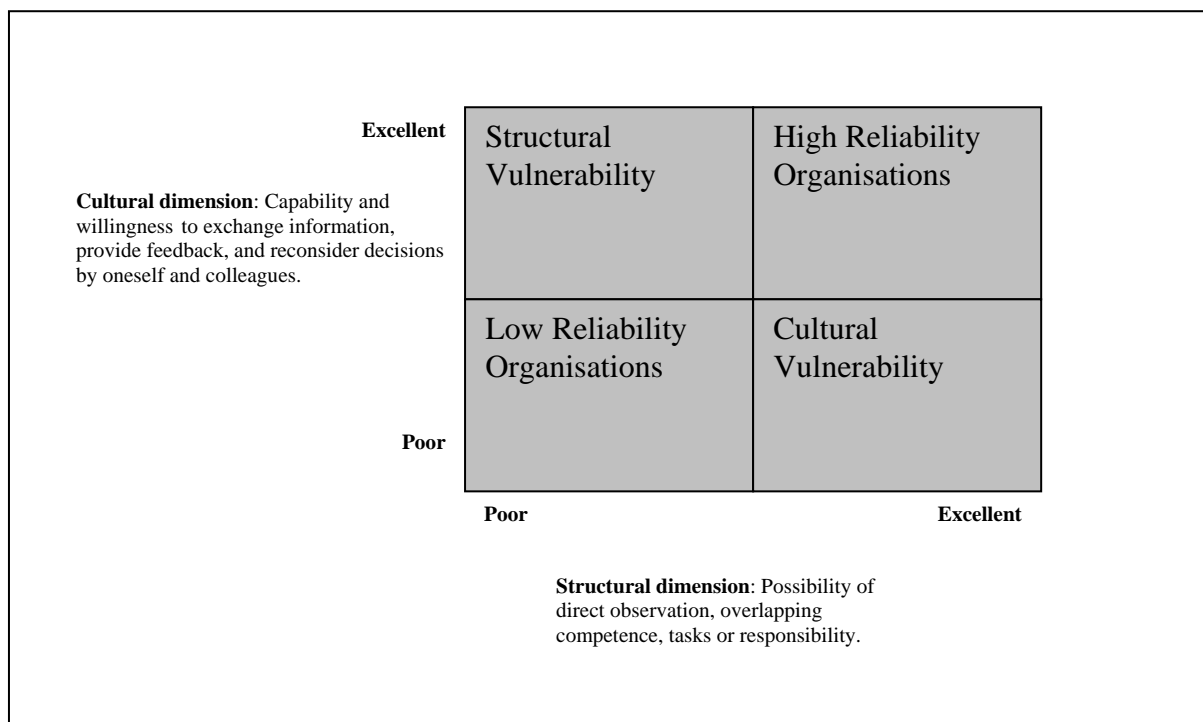 Excellent
Structural
Vulnerability
High Reliability
Organisations
Cultural dimension: Capability and
willingness to exchange information,
provide feedback, and reconsider decisions
by oneself and colleagues.
Low Reliability
Organisations
Cultural
Vulnerability
Poor
Poor
Excellent
Structural dimension: Possibility of
direct observation, overlapping
competence, tasks or responsibility.